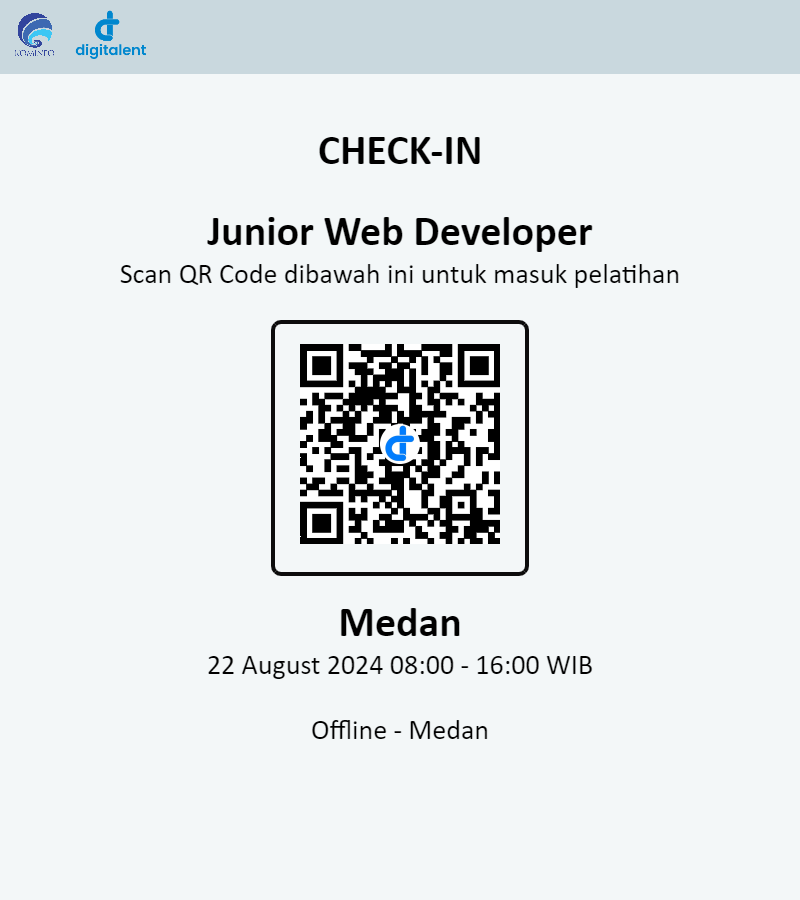 KOMINFO
digitalent
CHECK-IN
Junior Web Developer
Scan QR Code dibawah ini untuk masuk pelatihan
Medan
22 August 2024 08:00 - 16:00 WIB
Offline - Medan